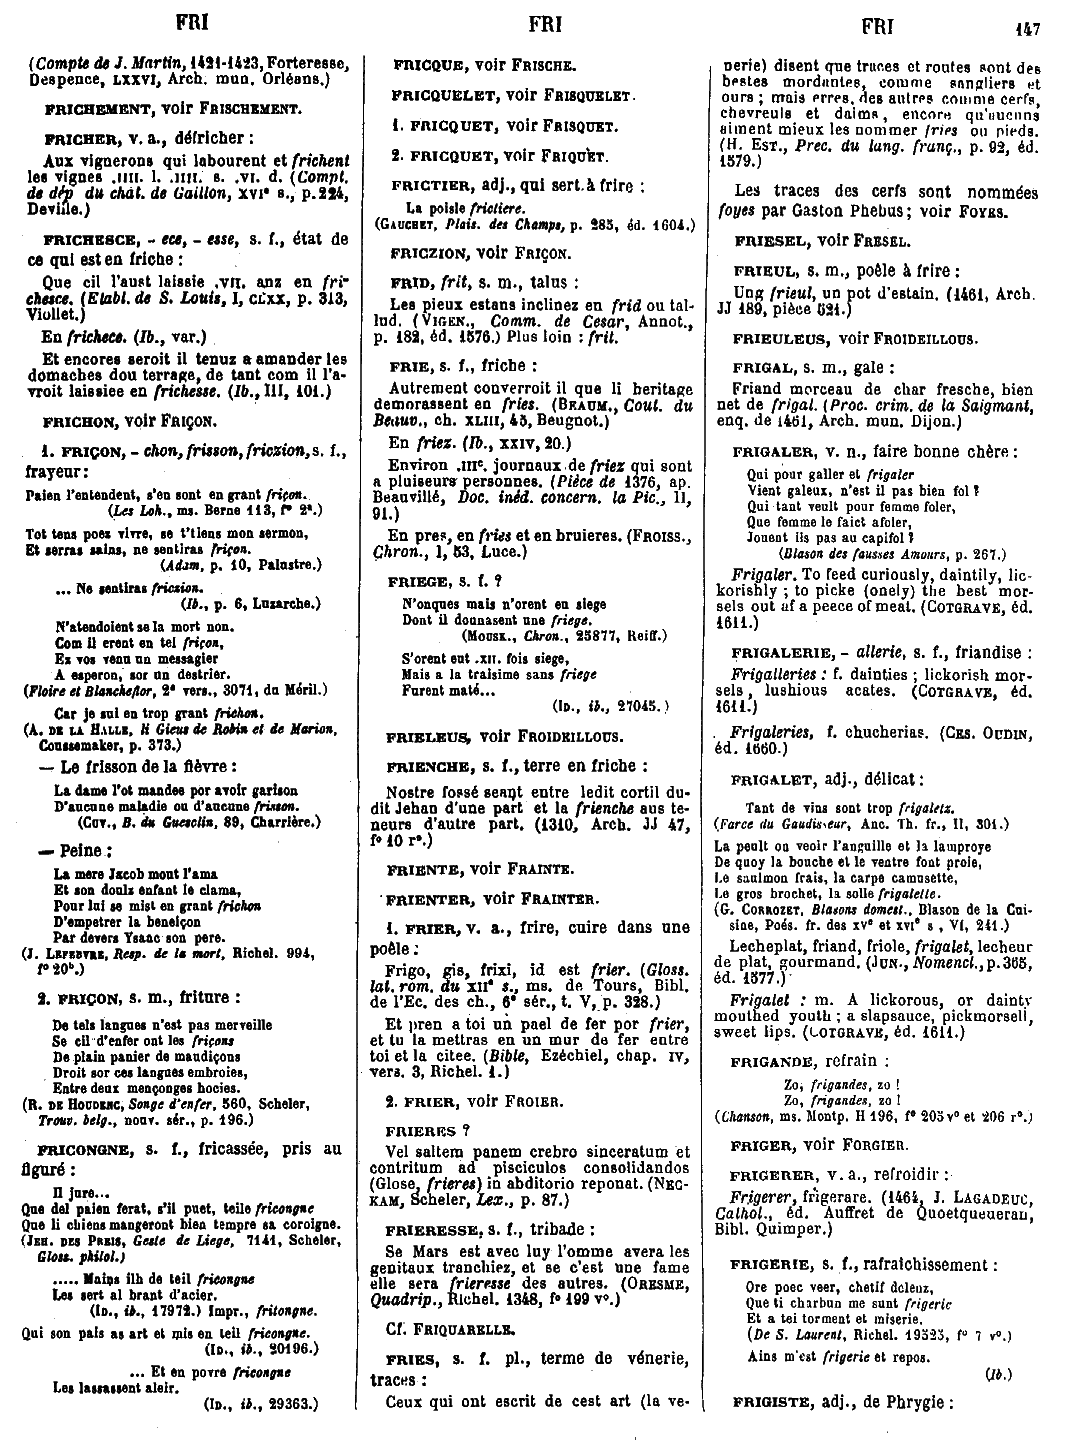 FRI
FRI
FRI
147
(Compte de J. Martin, 1421-1423, Forteresse,
Despence, LXXVI, Arch. mun. Orléans.)
FRICHEMENT, voir FRISCHEMENT.
FRICHER, v. a., défricher :
Aux vignerons qui labourent et frichent
les vignes .IIII. l. .IIII. s. .VI. d. (Compt.
de dép du chât. de Gaillon, XVIe s., p. 224,
Deville.)
FRICHESCE, - ece, - esse, s. f., état de
ce qui est en friche :
Que cil l'aust laissie .VII. anz en fri-
chesce. (Etabl. de S. Louis, I, CLXX, p. 313,
Viollet.)
En frichece. (Ib., var.)
Et encores seroit il tenuz a amander les
domaches dou terrage, de tant com il l'a-
vroit laissiee en frichesse. (Ib., III, 101.)
FRICHON, voir FRIÇON.
1. FRIÇON, - chon, frisson, friczion, s. f.,
frayeur :
Paien l'entendent, s'en sont en grant friçon.
(Les Loh., ms. Berne 113, fº 2ª.)
Tot tens poez vivre, se t'tiens mon sermon,
Et serras sains, ne sentiras friçon.
(Adam, p. 10, Palustre.)
... Ne sentiras friczion.
(Ib., p. 6, Luzarche.)
N'atendoient se la mort non.
Com il erent en tel friçon,
Ez vos venu un messagier
A esperon, sor un destrier.
(Floire et Blancheflor, 2ª vers., 3071, du Méril.)
Car je sui en trop grant frichon.
(A. DE LA HALLE, li Gieus de Robin et de Marion,
Coussemaker, p. 373.)
— Le frisson de la fièvre :
La dame l'ot mandee por avoir garison
D'aucune maladie ou d'aucune frisson.
(CUV., B. du Guesclin, 89, Charrière.)
— Peine :
La mere Jacob mout l'ama
Et son doulz enfant le clama,
Pour lui se mist en grant frichon
D'empetrer la beneiçon
Par devers Ysaac son pere.
(J. LEFEBVRE, Resp. de la mort, Richel. 994,
fº 20b.)
2. FRIÇON, s. m., friture :
De tels langues n'est pas merveille
Se cil d'enfer ont les friçons
De plain panier de maudiçons
Droit sor ces langues embroies,
Entre deux mençonges hocies.
(R. DE HOUDENC, Songe d'enfer, 560, Scheler,
Trouv. belg., nouv. sér., p. 196.)
FRICONGNE, s. f., fricassée, pris au
figuré :
Il jure...
Que del paien ferat, s'il puet, teile fricongne
Que li chiens mangeront bien tempre sa coroigne.
(JEH. DES PREIS, Geste de Liege, 7141, Scheler,
Gloss. philol.)
..... Mains ilh de teil fricongne
Les sert al brant d'acier.
(ID., ib., 17972.) Impr., fritongne.
Qui son pais as art et mis en teil fricongne.
(ID., ib., 20196.)
... Et en povre fricongne
Les lassassent aleir.
(ID., ib., 29363.)
FRICQUE, voir FRISCHE.
FRICQUELET, voir FRISQUELET.
1. FRICQUET, voir FRISQUET.
2. FRICQUET, voir FRIQUET.
FRICTIER, adj., qui sert à frire :
La poisle frictiere.
(GAUCHET, Plais. des Champs, p. 285, éd. 1604.)
FRICZION, voir FRIÇON.
FRID, frit, s. m., talus :
Les pieux estans inclinez en frid ou tal-
lud. (VIGEN., Comm. de Cesar, Annot.,
p. 182, éd. 1576.) Plus loin : frit.
FRIE, s. f., friche :
Autrement converroit il que li heritage
demorassent en fries. (BEAUM., Cout. du
Beauv., ch. XLIII, 45, Beugnot.)
En friez. (Ib., XXIV, 20.)
Environ .IIIc. journaux de friez qui sont
a pluiseurs personnes. (Pièce de 1376, ap.
Beauvillé, Doc. inéd. concern. la Pic., II,
91.)
En pres, en fries et en bruieres. (FROISS.,
Chron., I, 53, Luce.)
FRIEGE, s. f. ?
N'onques mais n'orent en siege
Dont il donnasent une friege.
(MOUSK., Chron., 25877, Reiff.)
S'orent eut .XII. fois siege,
Mais a la traisime sans friege
Furent maté...
(ID., ib., 27045.)
FRIELEUS, voir FROIDEILLOUS.
FRIENCHE, s. f., terre en friche :
Nostre fossé seant entre ledit cortil du-
dit Jehan d'une part et la frienche aus te-
neurs d'autre part. (1310, Arch. JJ 47,
fº 10 rº.)
FRIENTE, voir FRAINTE.
FRIENTER, voir FRAINTER.
1. FRIER, v. a., frire, cuire dans une
poêle :
Frigo, gis, frixi, id est frier. (Gloss.
lat. rom. du XIIe s., ms. de Tours, Bibl.
de l'Ec. des ch., 6e sér., t. V, p. 328.)
Et pren a toi un pael de fer por frier,
et tu la mettras en un mur de fer entre
toi et la citee. (Bible, Ezéchiel, chap. IV,
vers. 3, Richel. 1.)
2. FRIER, voir FROIER.
FRIERES ?
Vel saltem panem crebro sinceratum et
contritum ad pisciculos consolidandos
(Glose, frieres) in abditorio reponat. (NEC-
KAM, Scheler, Lex., p. 87.)
FRIERESSE, s. f., tribade :
Se Mars est avec luy l'omme avera les
genitaux tranchiez, et se c'est une fame
elle sera frieresse des autres. (ORESME,
Quadrip., Richel. 1348, fº 199 vº.)
Cf. FRIQUARELLE.
FRIES, s. f. pl., terme de vénerie,
traces :
Ceux qui ont escrit de cest art (la ve-
nerie) disent que truces et routes sont des
bestes mordantes, comme sangliers et
ours ; mais erres, des autres comme cerfs,
chevreuls et daims, encore qu'aucuns
aiment mieux les nommer fries ou pieds.
(H. EST., Prec. du lang. franç., p. 92, éd.
1579.)
Les traces des cerfs sont nommées
foyes par Gaston Phebus ; voir FOYES.
FRIESEL, voir FRESEL.
FRIEUL, s. m., poêle à frire :
Ung frieul, un pot d'estain. (1461, Arch.
JJ 189, pièce 521.)
FRIEULEUS, voir FROIDEILLOUS.
FRIGAL, s. m., gale :
Friand morceau de char fresche, bien
net de frigal. (Proc. crim. de la Saigmant,
enq. de 1461, Arch. mun. Dijon.)
FRIGALER, v. n., faire bonne chère :
Qui pour galler et frigaler
Vient galeux, n'est il pas bien fol ?
Qui tant veult pour femme foler,
Que femme le faict afoler,
Jouent ils pas au capifol ?
(Blason des fausses Amours, p. 267.)
Frigaler. To feed curiously, daintily, lic-
korishly ; to picke (onely) the best mor-
sels out af a peece of meat. (COTGRAVE, éd.
1611.)
FRIGALERIE, - allerie, s. f., friandise :
Frigalleries : f. dainties ; lickorish mor-
sels, lushious acates. (COTGRAVE, éd.
1611.)
Frigaleries, f. chucherias. (CES. OUDIN,
éd. 1660.)
FRIGALET, adj., délicat :
Tant de vins sont trop frigaletz.
(Farce du Gaudisseur, Anc. Th. fr., II, 301.)
La peult on veoir l'anguille et la lamproye
De quoy la bouche et le ventre font proie,
Le saulmon frais, la carpe camusette,
Le gros brochet, la solle frigalette.
(G. CORROZET, Blasons domest., Blason de la Cui-
sine, Poés. fr. des XVe et XVIe s , VI, 241.)
Lecheplat, friand, friole, frigalet, lecheur
de plat, gourmand. (JUN., Nomencl., p. 365,
éd. 1577.)
Frigalet : m. A lickorous, or dainty
mouthed youth ; a slapsauce, pickmorsell,
sweet lips. (COTGRAVE, éd. 1611.)
FRIGANDE, refrain :
Zo, frigandes, zo !
Zo, frigandes, zo !
(Chanson, ms. Montp. H 196, fº 205 vº et 206 rº.)
FRIGER, voir FORGIER.
FRIGERER, v. a., refroidir :
Frigerer, frigerare. (1464, J. LAGADEUC,
Cathol., éd. Auffret de Quoetqueueran,
Bibl. Quimper.)
FRIGERIE, s. f., rafraîchissement :
Ore poec veer, chetif doleuz,
Que ti charbun me sunt frigerie
Et a tei torment et miserie.
(De S. Laurent, Richel. 19525, fº 7 vº.)
Ains m'est frigerie et repos.
(Ib.)
FRIGISTE, adj., de Phrygie :